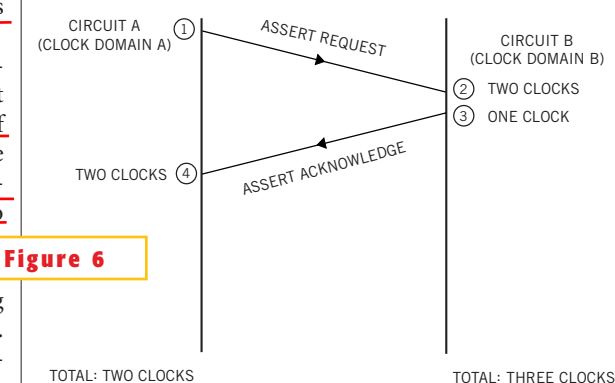 CIRCUIT A
(CLOCK DOMAIN A)
1
ASSERT REQUEST
CIRCUIT B
(CLOCK DOMAIN B)
2 TWO CLOCKS
3 ONE CLOCK
TWO CLOCKS 4
ASSERT ACKNOWLEDGE
Figure 6
TOTAL: TWO CLOCKS
TOTAL: THREE CLOCKS